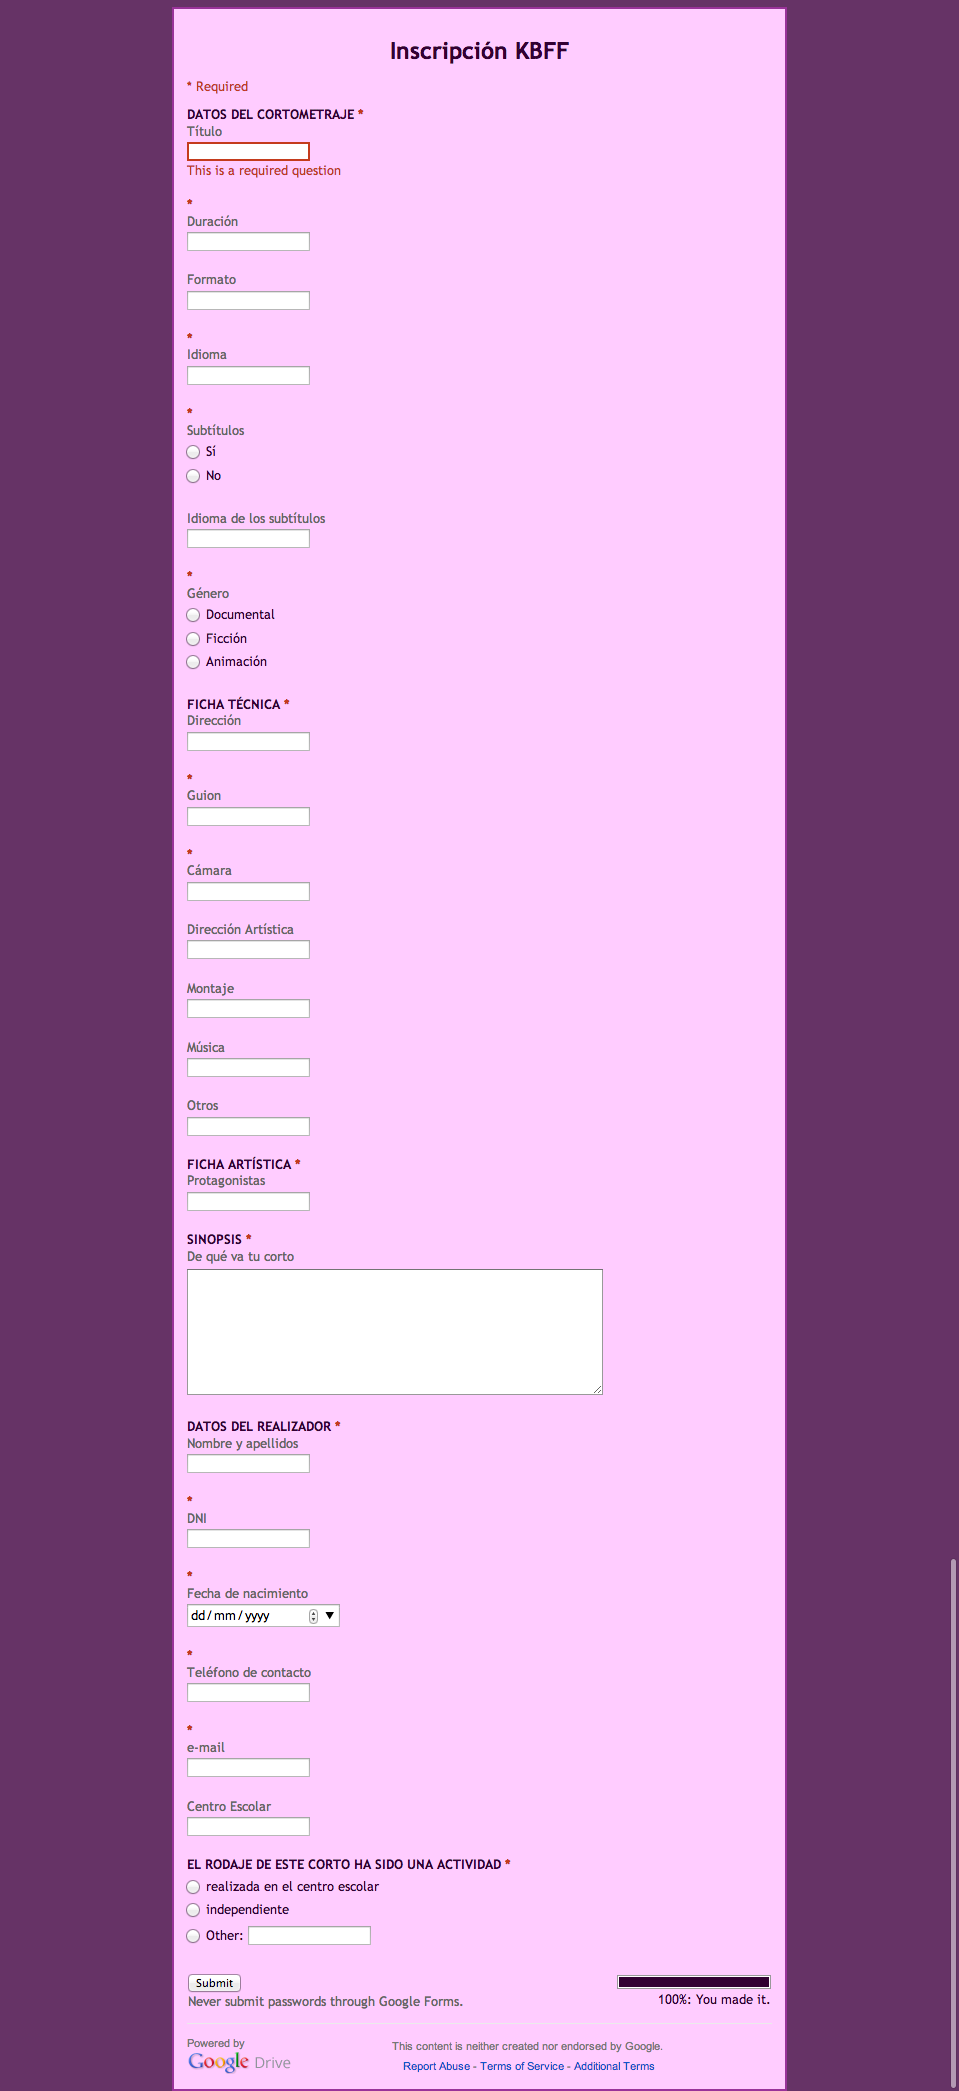 Inscripción KBFF
* Required
DATOS DEL CORTOMETRAJE *
Título
This is a required question
*
Duración
Formato
*
Idioma
*
Subtítulos
Sí
No
Idioma de los subtítulos
*
Género
Documental
Ficción
Animación
FICHA TÉCNICA *
Dirección
*
Guion
*
Cámara
Dirección Artística
Montaje
Música
Otros
FICHA ARTÍSTICA *
Protagonistas
SINOPSIS *
De qué va tu corto
DATOS DEL REALIZADOR *
Nombre y apellidos
*
DNI
*
Fecha de nacimiento
dd/mm/yyyy
*
Teléfono de contacto
*
e-mail
Centro Escolar
EL RODAJE DE ESTE CORTO HA SIDO UNA ACTIVIDAD *
realizada en el centro escolar
independiente
Other:
Submit
100%: You made it.
Never submit passwords through Google Forms.
Powered by
Google Drive
This content is neither created nor endorsed by Google.
Report Abuse - Terms of Service - Additional Terms